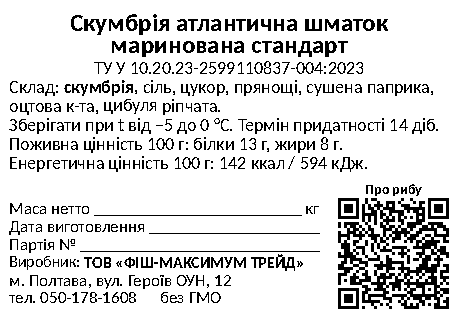 Скумбрія атлантична шматок
маринована стандарт
ТУ У 10.20.23-2599110837-004:2023
Склад: скумбрія, сіль, цукор, прянощі, сушена паприка,
оцтова к-та, цибуля ріпчата.
Зберігати при t від –5 до 0 °С. Термін придатності 14 діб.
Поживна цінність 100 г: білки 13 г, жири 8 г.
Енергетична цінність 100 г: 142 ккал / 594 кДж.
Про рибу
Маса нетто ________________________ кг
Дата виготовлення ____________________
Партія № ____________________________
Виробник: ТОВ «ФІШ-МАКСИМУМ ТРЕЙД»
м. Полтава, вул. Героїв ОУН, 12
тел. 050-178-1608 без ГМО